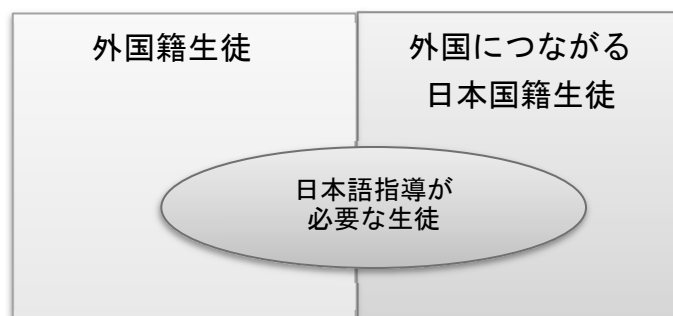 外国籍生徒
外国につながる
日本国籍生徒
日本語指導が
必要な生徒